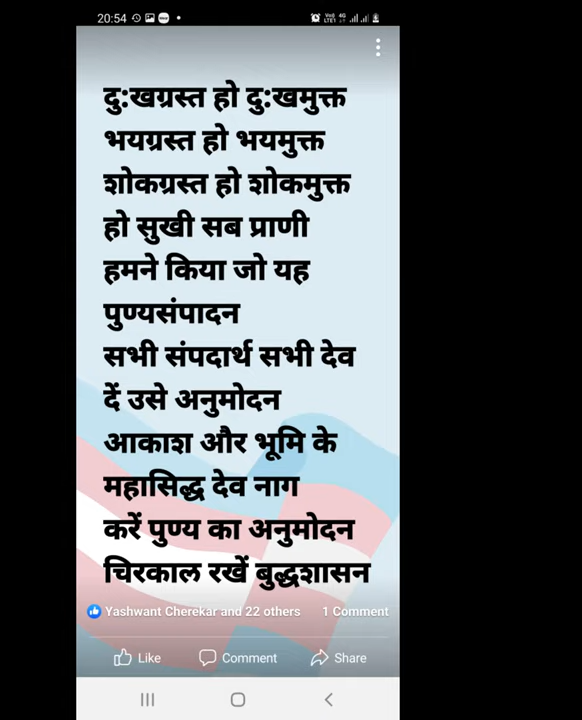 20:54
दुःखग्रस्त हो दुःखमुक्त
भयग्रस्त हो भयमुक्त
शोकग्रस्त हो शोकमुक्त
हो सुखी सब प्राणी
हमने किया जो यह
पुण्यसंपादन
सभी संपदार्थ सभी देव
दें उसे अनुमोदन
आकाश और भूमि के
महासिद्ध देव नाग
करें पुण्य का अनुमोदन
चिरकाल रखें बुद्धशासन
Yashwant Cherekar and 22 others 1 Comment
Like Comment Share